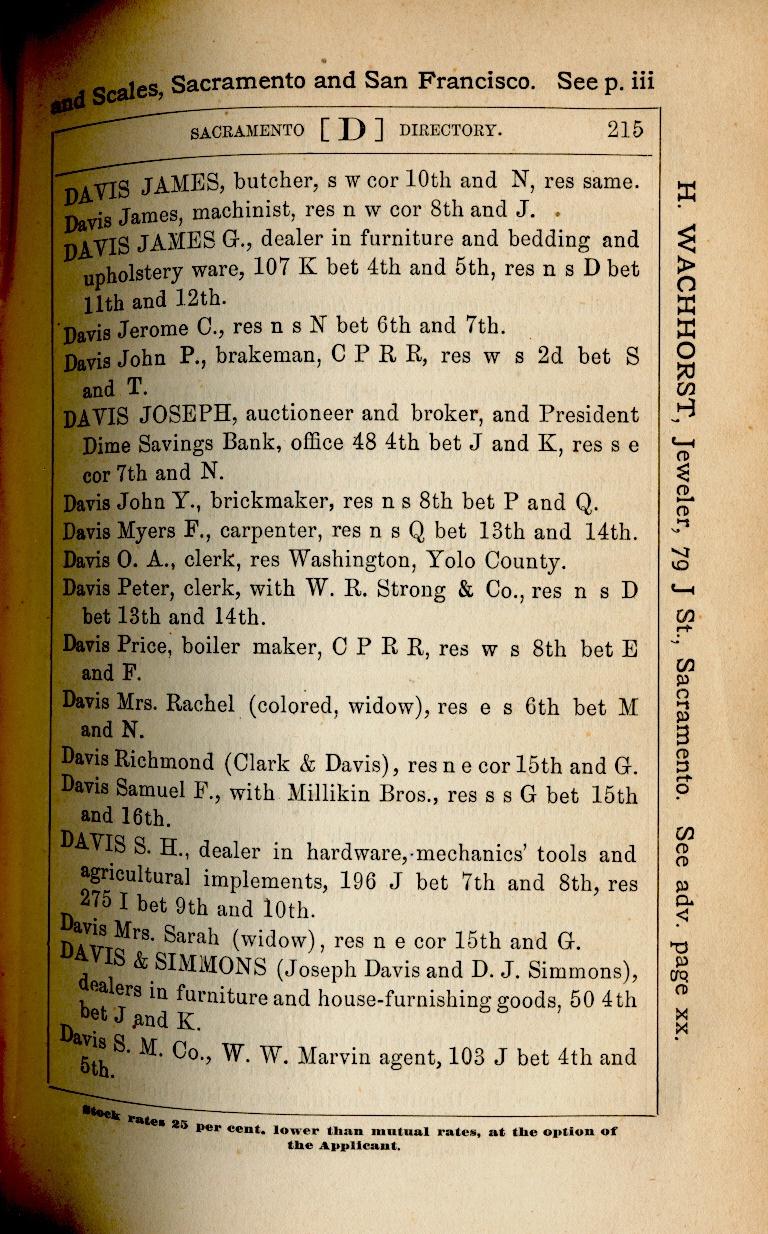 and Scales, Sacramento and San Francisco. See p. iii
SACRAMENTO [D] DIRECTORY. 215
DAVIS JAMES, butcher, s w cor 10th and N, res same.
Davis James, machinist, res n w cor 8th and J.
DAVIS JAMES G., dealer in furniture and bedding and
upholstery ware, 107 K bet 4th and 5th, res n s D bet
11th and 12th.
Davis Jerome C., res n s N bet 6th and 7th.
Davis John P., brakeman, C P R R, res w s 2d bet S
and T.
DAVIS JOSEPH, auctioneer and broker, and President
Dime Savings Bank, office 48 4th bet J and K, res s e
cor 7th and N.
Davis John Y., brickmaker, res n s 8th bet P and Q.
Davis Myers F., carpenter, res n s Q bet 13th and 14th.
Davis O. A., clerk, res Washington, Yolo County.
Davis Peter, clerk, with W. R. Strong & Co., res n s D
bet 13th and 14th.
Davis Price, boiler maker, C P R R, res w s 8th bet E
and F.
Davis Mrs. Rachel (colored, widow), res e s 6th bet M
and N.
Davis Richmond (Clark & Davis), res n e cor 15th and G.
Davis Samuel F., with Millikin Bros., res s s G bet 15th
and 16th.
DAVIS S. H., dealer in hardware, mechanics' tools and
agricultural implements, 196 J bet 7th and 8th, res
275 I bet 9th and 10th.
Davis Mrs. Sarah (widow), res n e cor 15th and G.
DAVIS & SIMMONS (Joseph Davis and D. J. Simmons),
dealers in furniture and house-furnishing goods, 50 4th
bet J and K.
Davis S. M. Co., W. W. Marvin agent, 103 J bet 4th and
5th.
Stock rates 25 per cent. lower than mutual rates, at the option of
the Applicant.
H. WACHHORST, Jeweler, 79 J St., Sacramento. See adv. page xx.